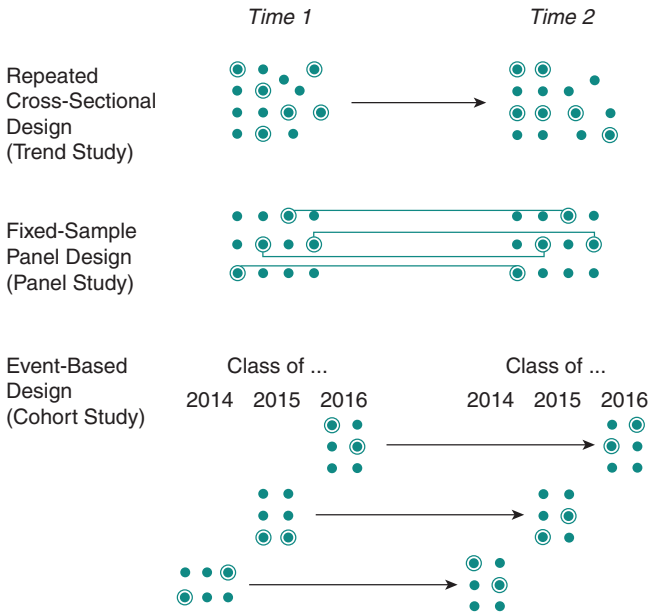 Time 1 Time 2
Repeated
Cross-Sectional
Design
(Trend Study)
Fixed-Sample
Panel Design
(Panel Study)
Event-Based
Design
(Cohort Study)
Class of ... Class of ...
2014 2015 2016 2014 2015 2016